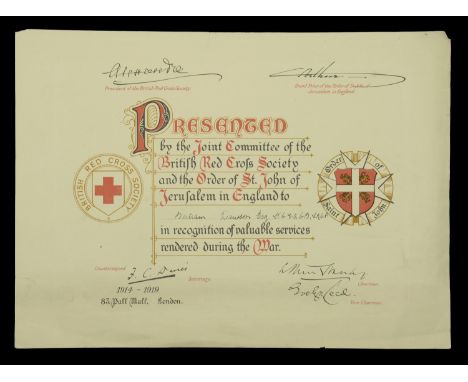 Alexandra
Arthur
President of the British Red Cross Society.
Grand Prior of the Order of St. John of
Jerusalem in England
PRESENTED
by the Joint Committee of the
British Red Cross Society
and the Order of St. John of
Jerusalem in England to
in recognition of valuable services
rendered during the War.
BRITISH RED CROSS SOCIETY
Order of Saint John
Countersigned
Secretary.
Chairman.
1914 - 1919
83, Pall Mall, London.
Vice Chairman.